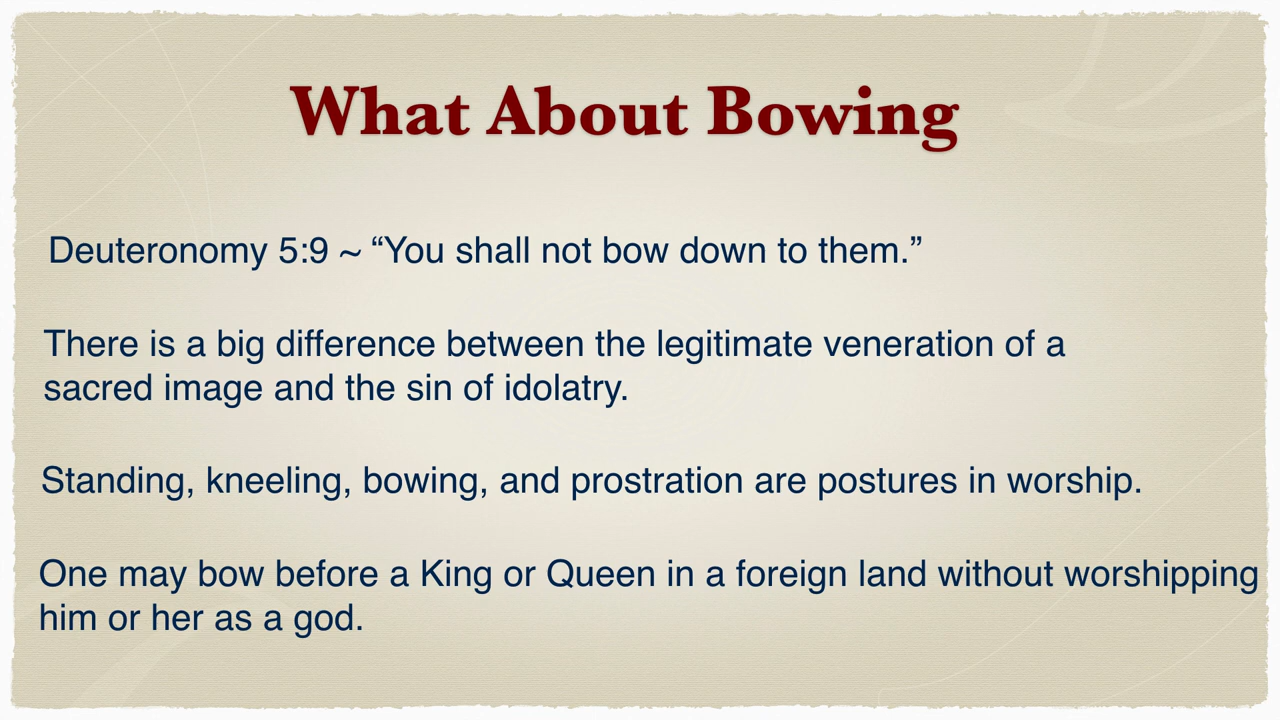 What About Bowing
Deuteronomy 5:9 ~ “You shall not bow down to them.”
There is a big difference between the legitimate veneration of a
sacred image and the sin of idolatry.
Standing, kneeling, bowing, and prostration are postures in worship.
One may bow before a King or Queen in a foreign land without worshipping
him or her as a god.